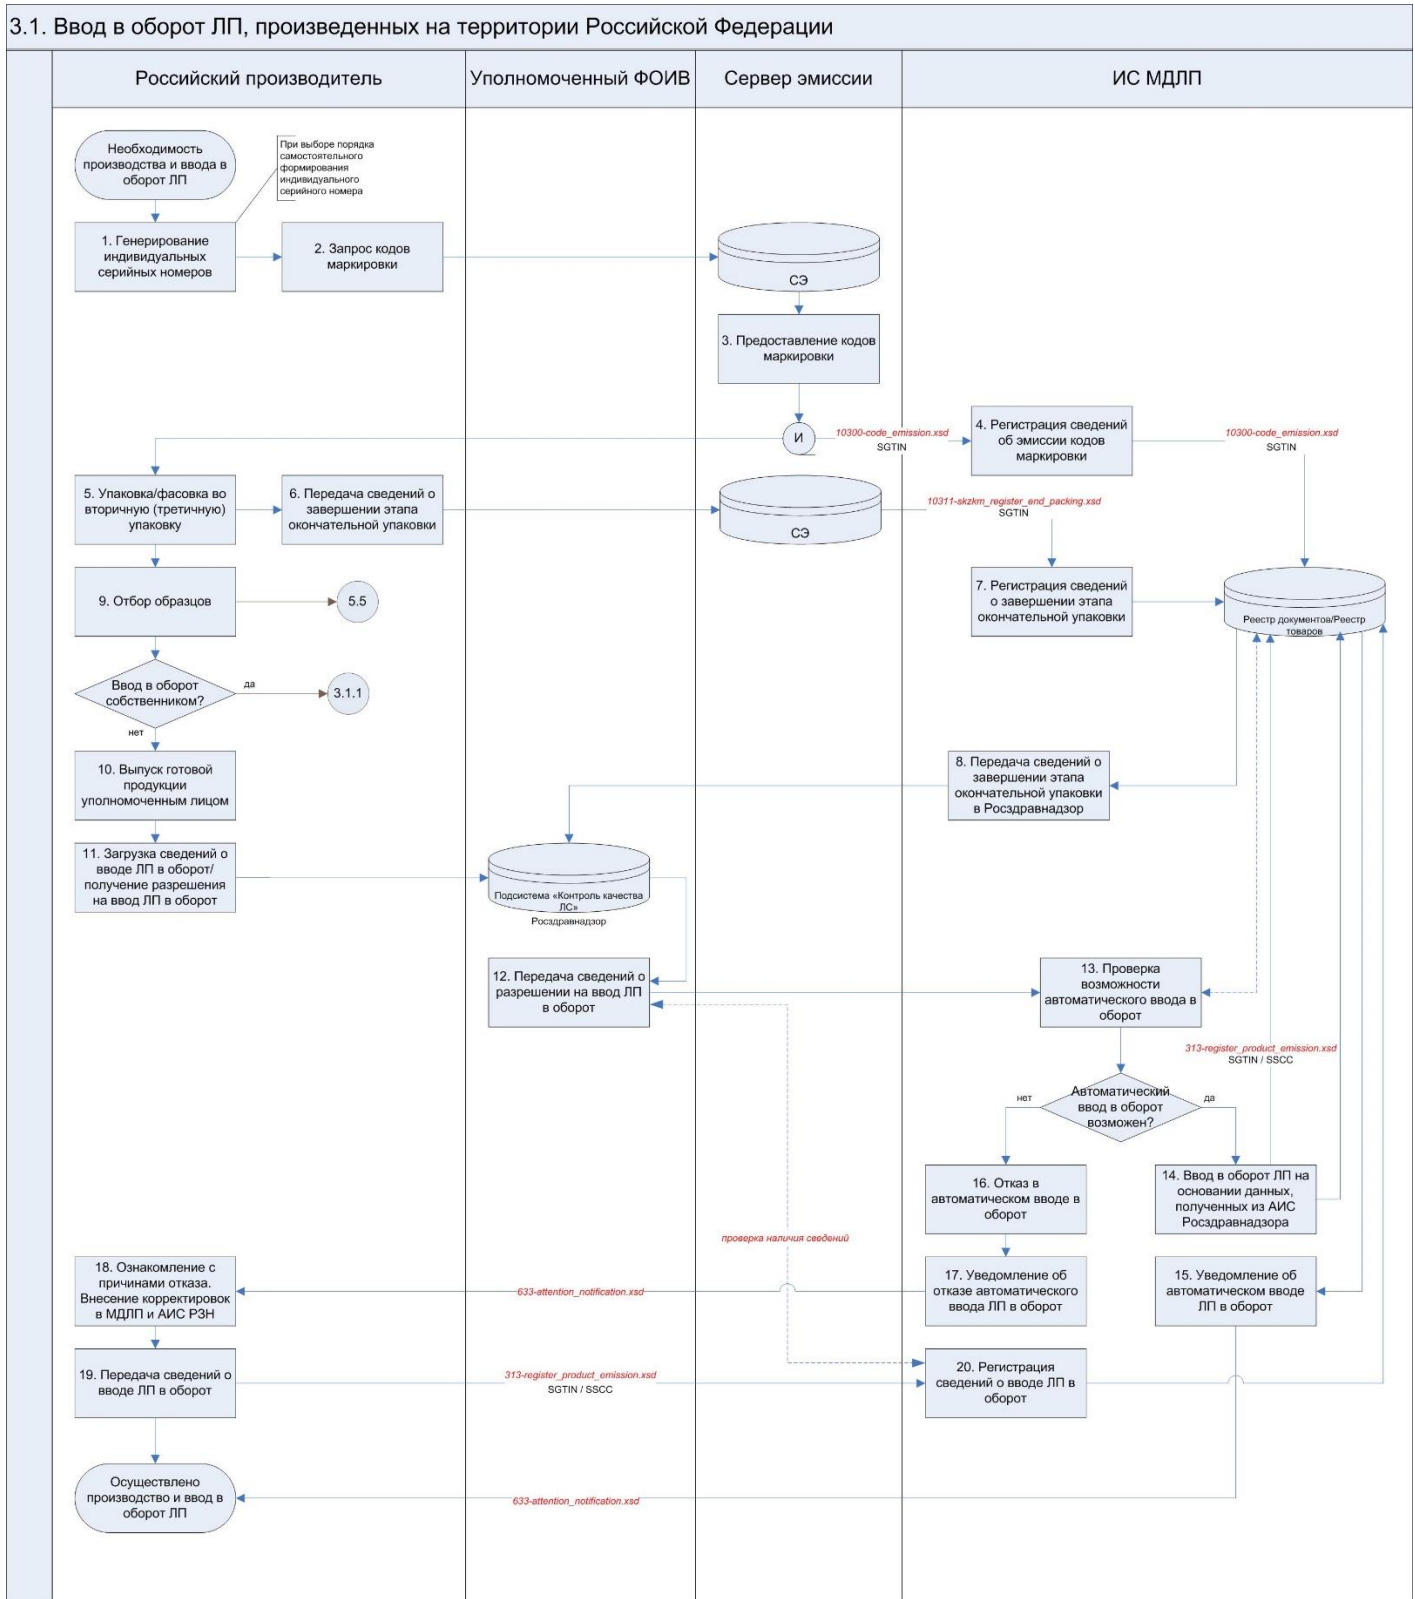 3.1. Ввод в оборот ЛП, произведенных на территории Российской Федерации
Российский производитель
Уполномоченный ФОИВ
Сервер эмиссии
ИС МДЛП
Необходимость
производства и ввода в
оборот ЛП
При выборе порядка
самостоятельного
формирования
индивидуального
серийного номера
1. Генерирование
индивидуальных
серийных номеров
2. Запрос кодов
маркировки
СЭ
3. Предоставление кодов
маркировки
И
10300-code_emission.xsd
SGTIN
4. Регистрация сведений
об эмиссии кодов
маркировки
10300-code_emission.xsd
SGTIN
5. Упаковка/фасовка во
вторичную (третичную)
упаковку
6. Передача сведений о
завершении этапа
окончательной упаковки
СЭ
10311-skzkm_register_end_packing.xsd
SGTIN
9. Отбор образцов
5.5
7. Регистрация сведений
о завершении этапа
окончательной упаковки
Реестр документов/Реестр
товаров
Ввод в оборот
собственником?
да
3.1.1
нет
10. Выпуск готовой
продукции
уполномоченным лицом
8. Передача сведений о
завершении этапа
окончательной упаковки
в Росздравнадзор
11. Загрузка сведений о
вводе ЛП в оборот/
получение разрешения
на ввод ЛП в оборот
Подсистема «Контроль качества
ЛС»
Росздравнадзор
12. Передача сведений о
разрешении на ввод ЛП
в оборот
13. Проверка
возможности
автоматического ввода в
оборот
313-register_product_emission.xsd
SGTIN / SSCC
Автоматический
ввод в оборот
возможен?
нет
да
16. Отказ в
автоматическом вводе в
оборот
14. Ввод в оборот ЛП на
основании данных,
полученных из АИС
Росздравнадзора
проверка наличия сведений
18. Ознакомление с
причинами отказа.
Внесение корректировок
в МДЛП и АИС РЗН
633-attention_notification.xsd
17. Уведомление об
отказе автоматического
ввода ЛП в оборот
15. Уведомление об
автоматическом вводе
ЛП в оборот
19. Передача сведений о
вводе ЛП в оборот
313-register_product_emission.xsd
SGTIN / SSCC
20. Регистрация
сведений о вводе ЛП в
оборот
Осуществлено
производство и ввод в
оборот ЛП
633-attention_notification.xsd